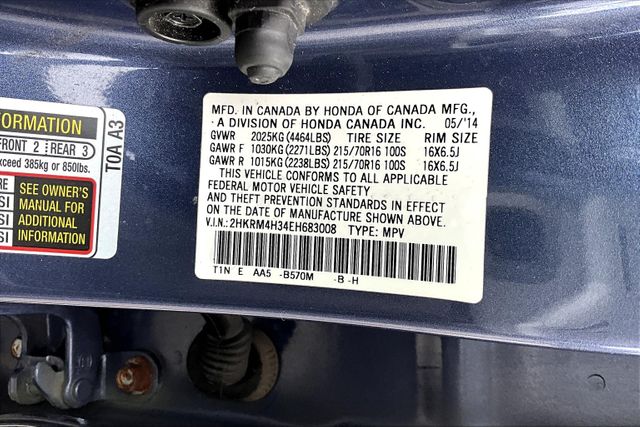 FORMATION
FRONT 2 REAR 3
exceed 385kg or 850lbs.
SEE OWNER'S
MANUAL FOR
ADDITIONAL
INFORMATION
T0A A3
MFD. IN CANADA BY HONDA OF CANADA MFG.,
A DIVISION OF HONDA CANADA INC. 05/'14
GVWR 2025KG (4464LBS) TIRE SIZE RIM SIZE
GAWR F 1030KG (2271LBS) 215/70R16 100S 16X6.5J
GAWR R 1015KG (2238LBS) 215/70R16 100S 16X6.5J
THIS VEHICLE CONFORMS TO ALL APPLICABLE
FEDERAL MOTOR VEHICLE SAFETY
AND THEFT PREVENTION STANDARDS IN EFFECT
ON THE DATE OF MANUFACTURE SHOWN ABOVE.
V.I.N.: 2HKRM4H34EH683008 TYPE: MPV
T1N E AA5 -B570M -B -H